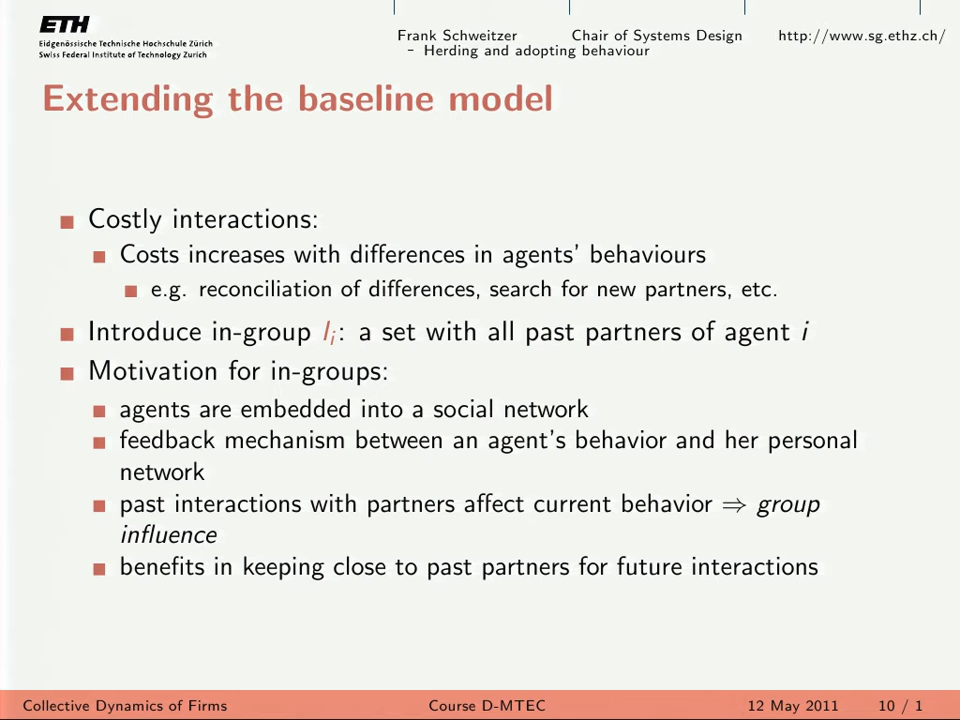 ETH
Eidgenössische Technische Hochschule Zürich
Swiss Federal Institute of Technology Zurich
Frank Schweitzer Chair of Systems Design http://www.sg.ethz.ch/
– Herding and adopting behaviour
Extending the baseline model
Costly interactions:
Costs increases with differences in agents' behaviours
e.g. reconciliation of differences, search for new partners, etc.
Introduce in-group Iᵢ: a set with all past partners of agent i
Motivation for in-groups:
agents are embedded into a social network
feedback mechanism between an agent's behavior and her personal
network
past interactions with partners affect current behavior ⇒ group
influence
benefits in keeping close to past partners for future interactions
Collective Dynamics of Firms Course D-MTEC 12 May 2011 10 / 1